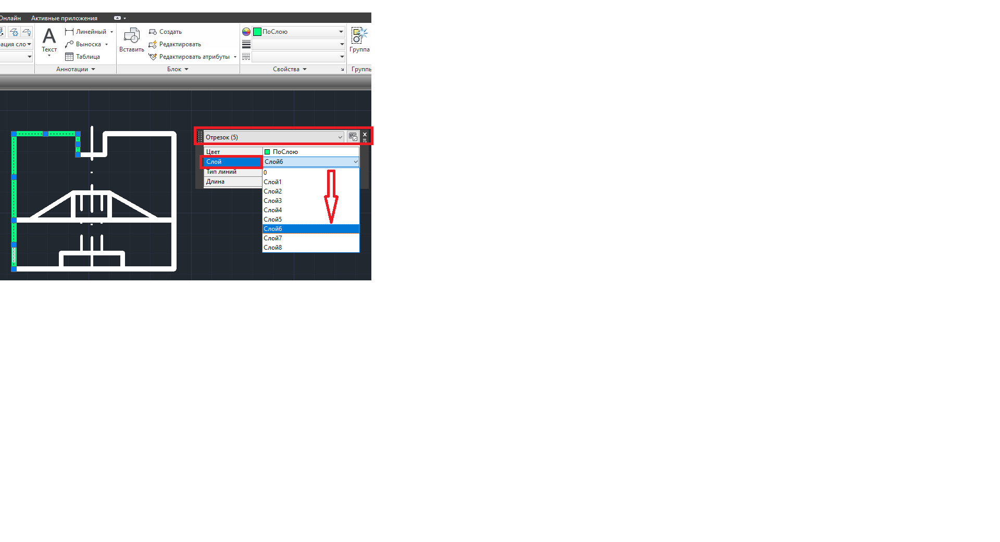 Онлайн Активные приложения
Линейный
ПоСлою
Выноска
ация сло
Текст
Вставить
Создать
Редактировать
Группа
Таблица
Редактировать атрибуты
Аннотации
Блок
Свойства
Группы
Отрезок (5)
x
Цвет ПоСлою
Слой Слой6
Тип линий
Длина
0
Слой1
Слой2
Слой3
Слой4
Слой5
Слой6
Слой7
Слой8